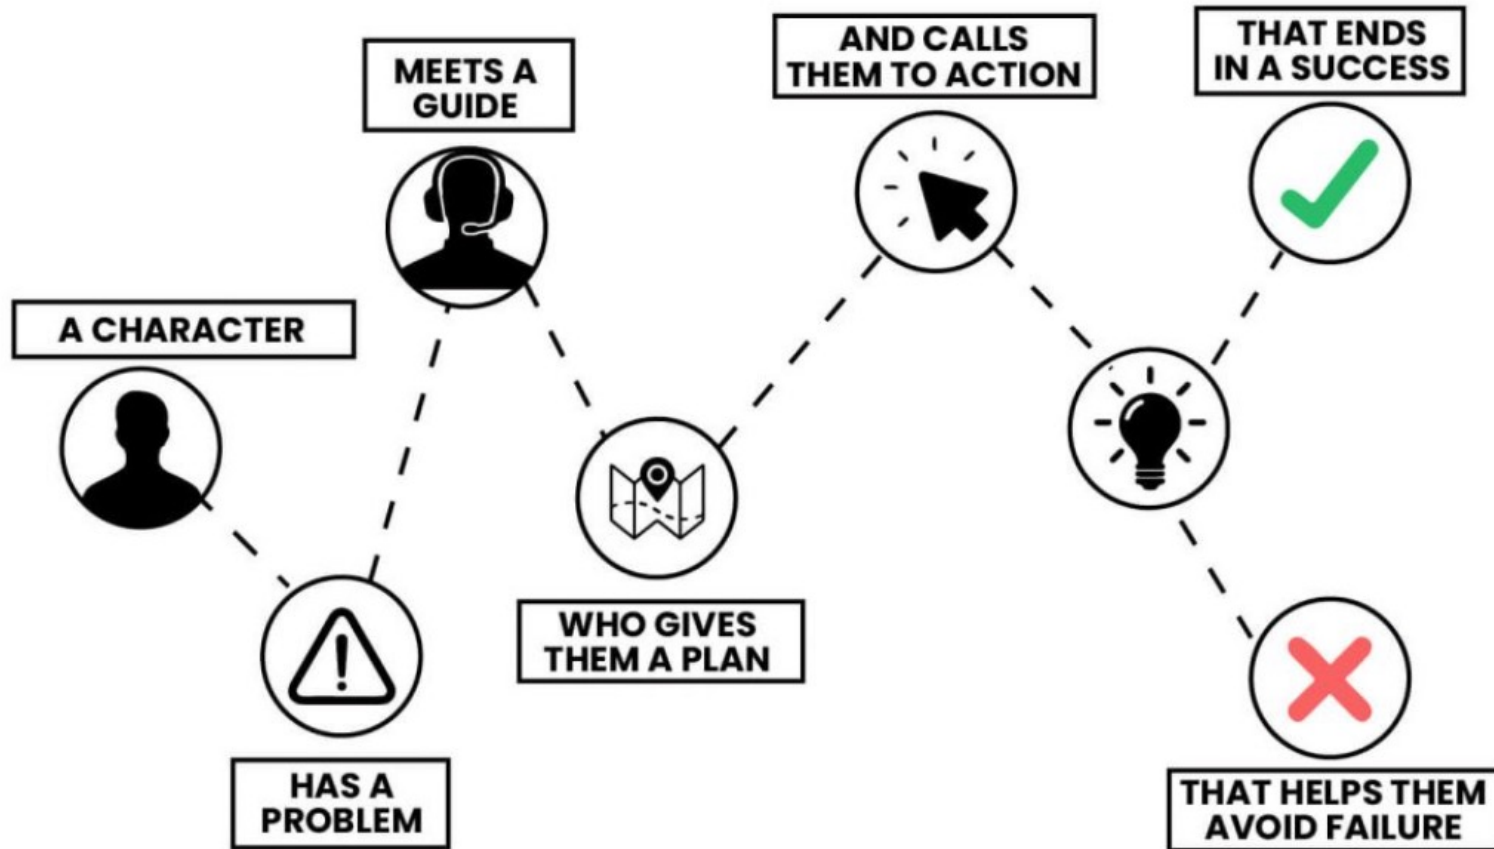 A CHARACTER
HAS A
PROBLEM
MEETS A
GUIDE
WHO GIVES
THEM A PLAN
AND CALLS
THEM TO ACTION
THAT ENDS
IN A SUCCESS
THAT HELPS THEM
AVOID FAILURE